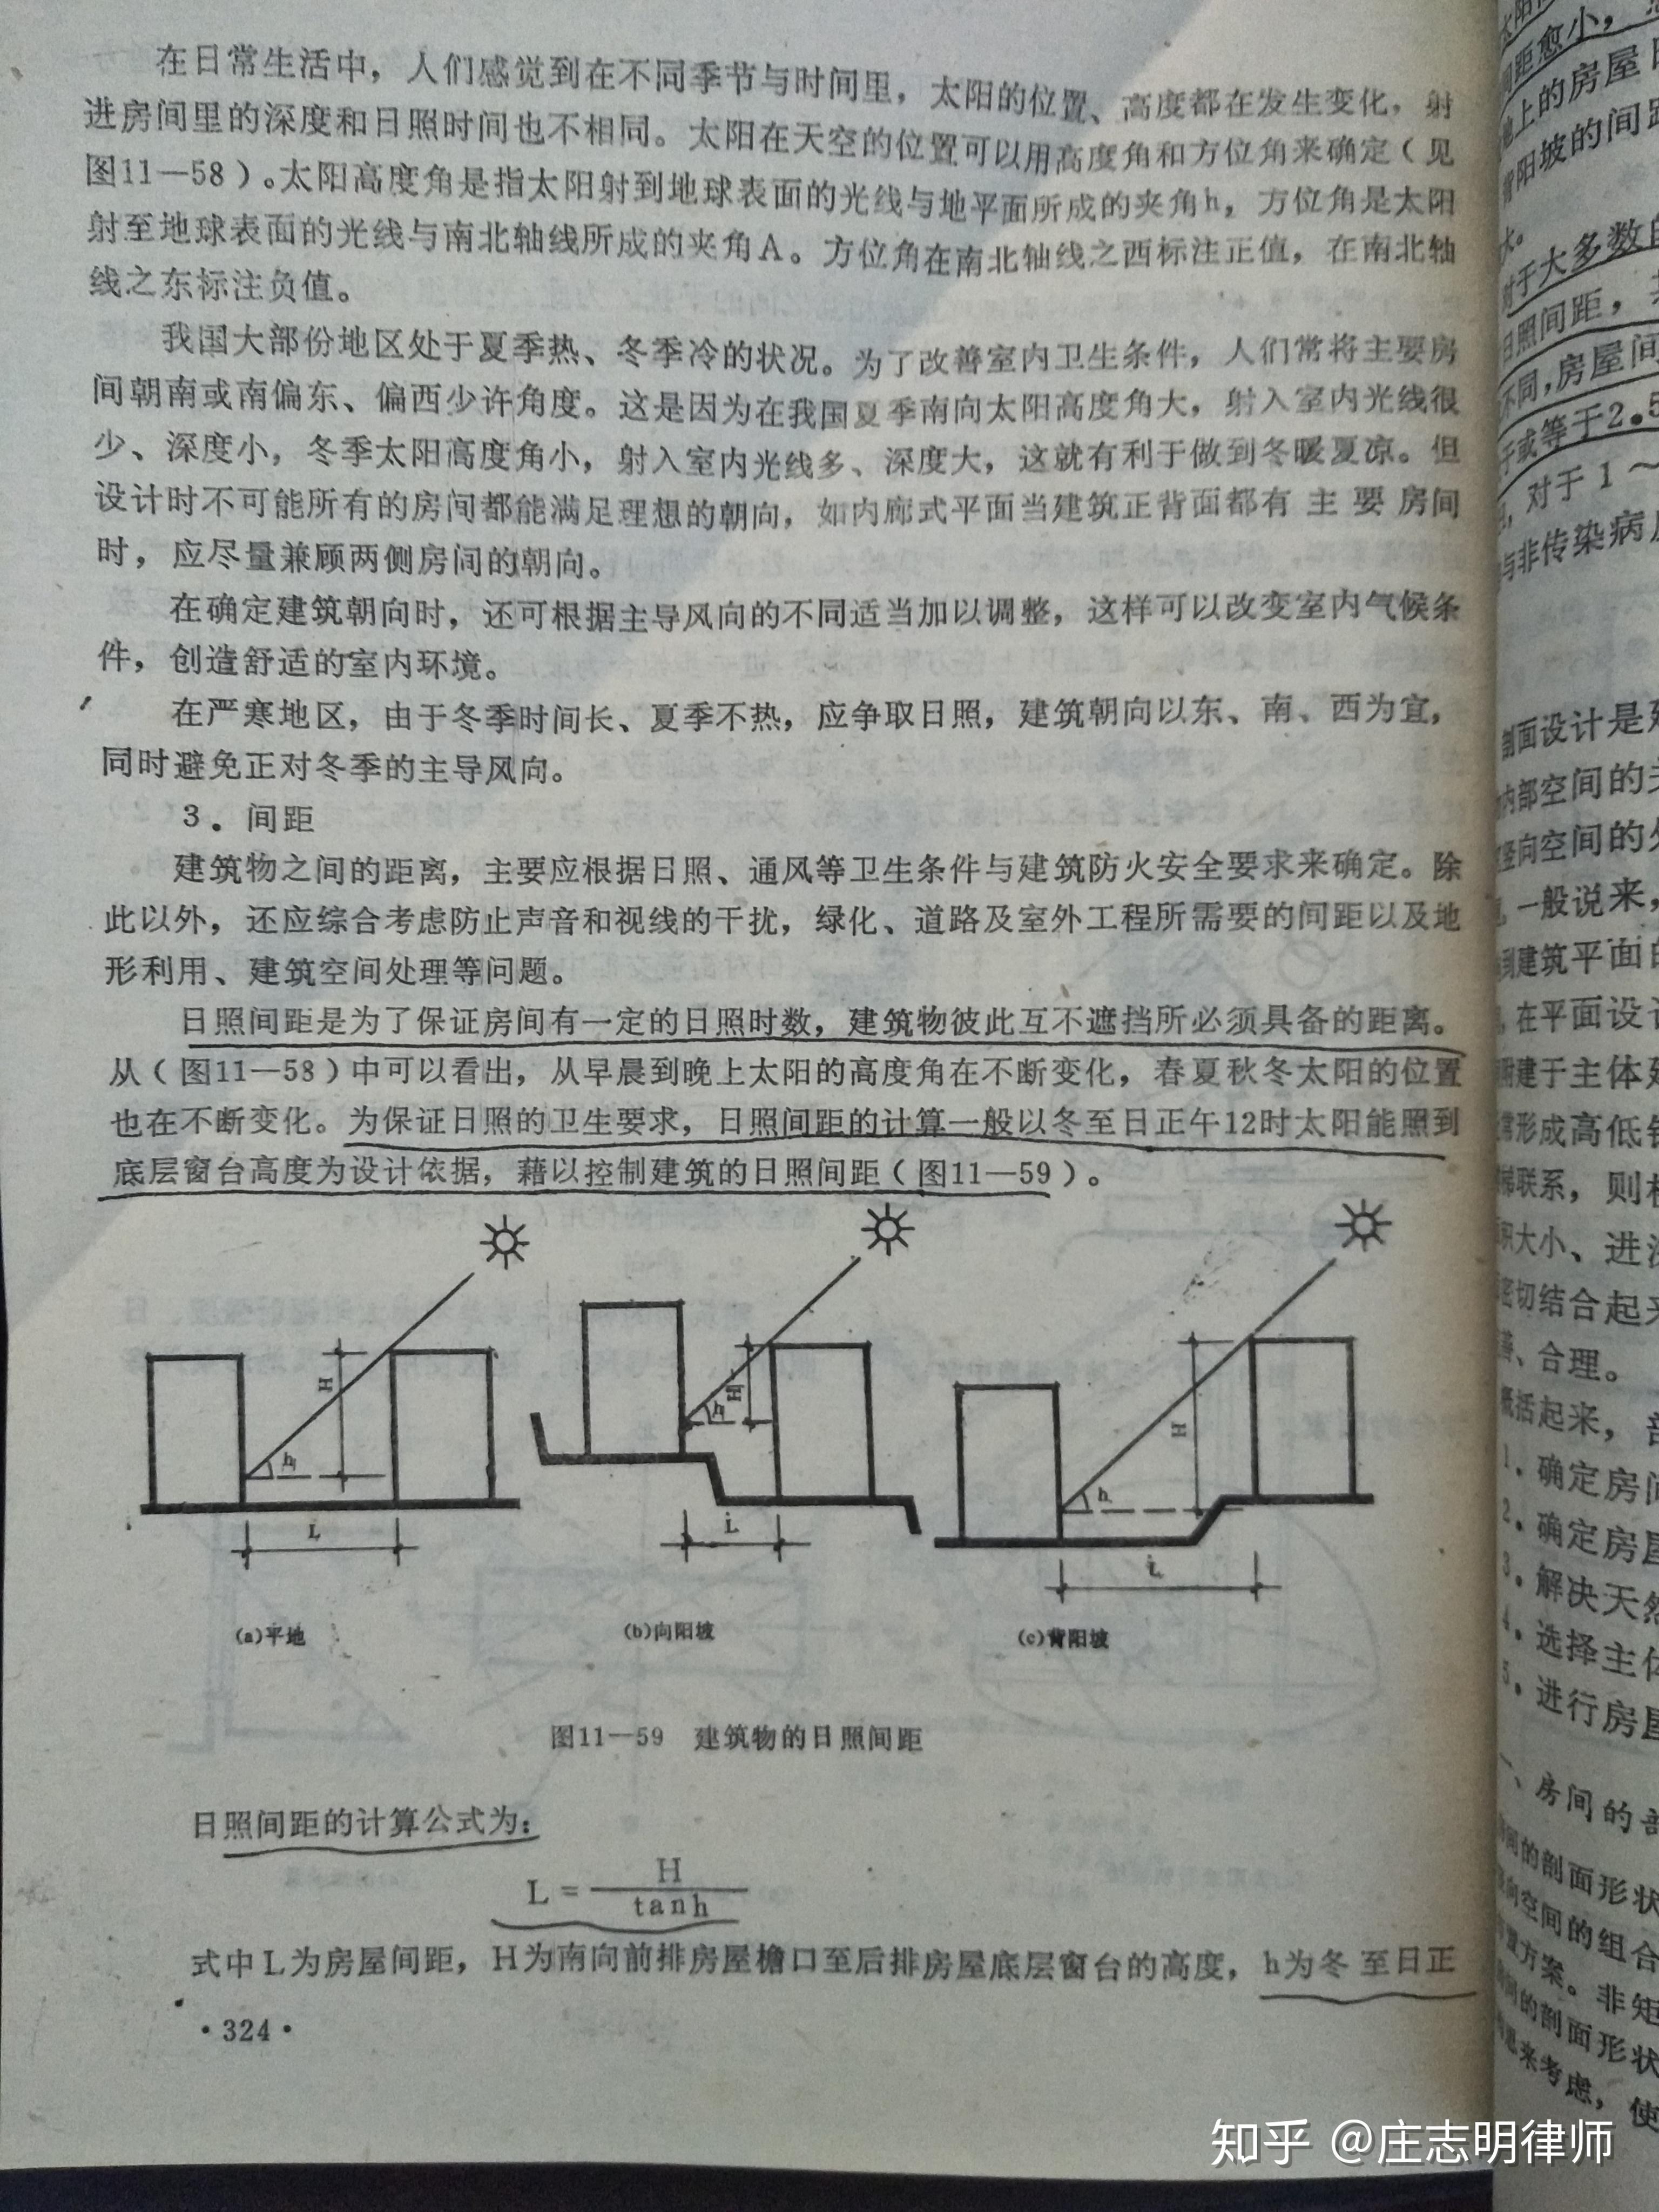 在日常生活中，人们感觉到在不同季节与时间里，太阳的位置、高度都在发生变化，射
进房间里的深度和日照时间也不相同。太阳在天空的位置可以用高度角和方位角来确定（见
图11—58）。太阳高度角是指太阳射到地球表面的光线与地平面所成的夹角h，方位角是太阳
射至地球表面的光线与南北轴线所成的夹角A。方位角在南北轴线之西标注正值，在南北轴
线之东标注负值。
我国大部份地区处于夏季热、冬季冷的状况。为了改善室内卫生条件，人们常将主要房
间朝南或南偏东、偏西少许角度。这是因为在我国夏季南向太阳高度角大，射入室内光线很
少、深度小，冬季太阳高度角小，射入室内光线多、深度大，这就有利于做到冬暖夏凉。但
设计时不可能所有的房间都能满足理想的朝向，如内廊式平面当建筑正背面都有主要房间
时，应尽量兼顾两侧房间的朝向。
在确定建筑朝向时，还可根据主导风向的不同适当加以调整，这样可以改变室内气候条
件，创造舒适的室内环境。
在严寒地区，由于冬季时间长、夏季不热，应争取日照，建筑朝向以东、南、西为宜，
同时避免正对冬季的主导风向。
3．间距
建筑物之间的距离，主要应根据日照、通风等卫生条件与建筑防火安全要求来确定。除
此以外，还应综合考虑防止声音和视线的干扰，绿化、道路及室外工程所需要的间距以及地
形利用、建筑空间处理等问题。
日照间距是为了保证房间有一定的日照时数，建筑物彼此互不遮挡所必须具备的距离。
从（图11—58）中可以看出，从早晨到晚上太阳的高度角在不断变化，春夏秋冬太阳的位置
也在不断变化。为保证日照的卫生要求，日照间距的计算一般以冬至日正午12时太阳能照到
底层窗台高度为设计依据，藉以控制建筑的日照间距（图11—59）。
H
h
L
H
h
L
H
h
L
(a)平地
(b)向阳坡
(c)背阳坡
图11—59 建筑物的日照间距
日照间距的计算公式为：
L = H / tanh
式中L为房屋间距，H为南向前排房屋檐口至后排房屋底层窗台的高度，h为冬至日正
·324·
间距愈小，
地上的房屋
阳坡的间距
大。
对于大多数
日照间距，
不同，房屋间
于或等于2.5
对于1～
与非传染病
剖面设计是
内部空间的
竖向空间的
一般说来，
到建筑平面
在平面设计
附建于主体
常形成高低
梯联系，则
积大小、进
密切结合起来
善、合理。
概括起来，
1．确定房间
2．确定房屋
3．解决天然
4．选择主体
5．进行房屋
一、房间的
房间的剖面形状
空间的组合
方案。非矩
间的剖面形状
来考虑，使
知乎 @庄志明律师